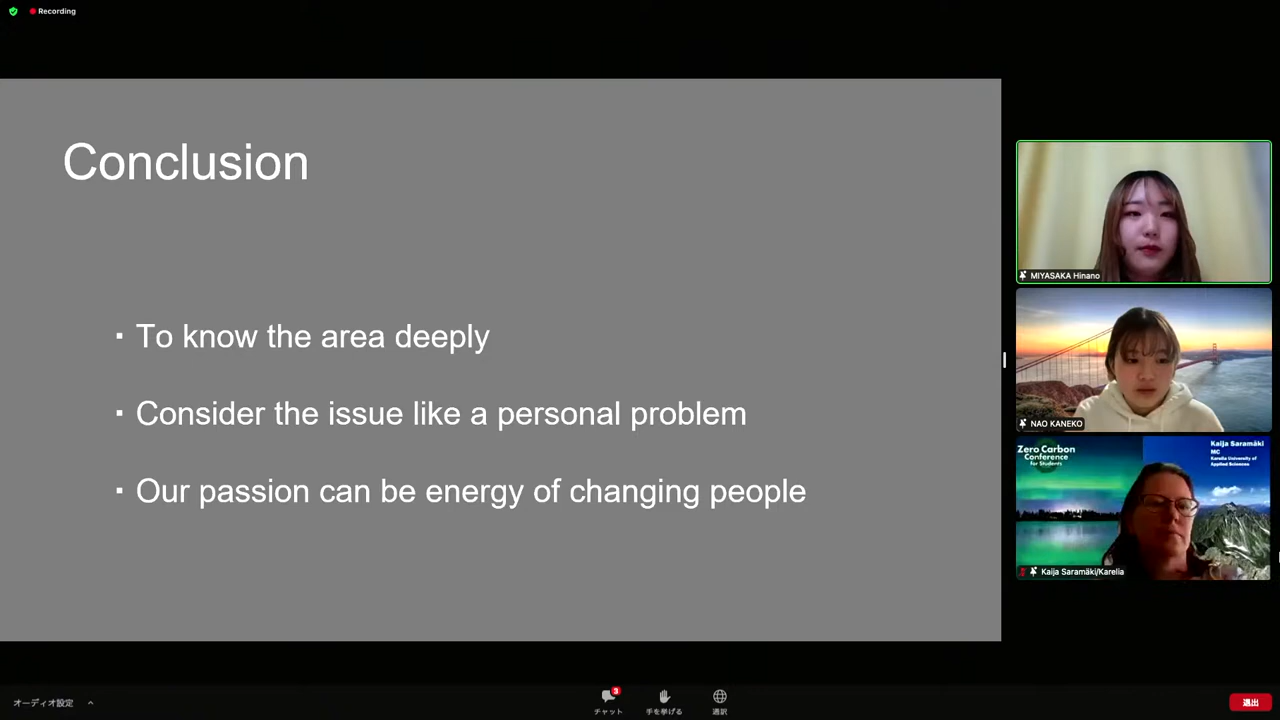 Recording
Conclusion
・To know the area deeply
・Consider the issue like a personal problem
・Our passion can be energy of changing people
MIYASAKA Hinano
NAO KANEKO
Zero Carbon
Conference
for Students
Kaija Saramäki
MC
Karelia University of
Applied Sciences
Kaija Saramäki/Karelia
オーディオ設定
3
チャット
手を挙げる
通訳
退出